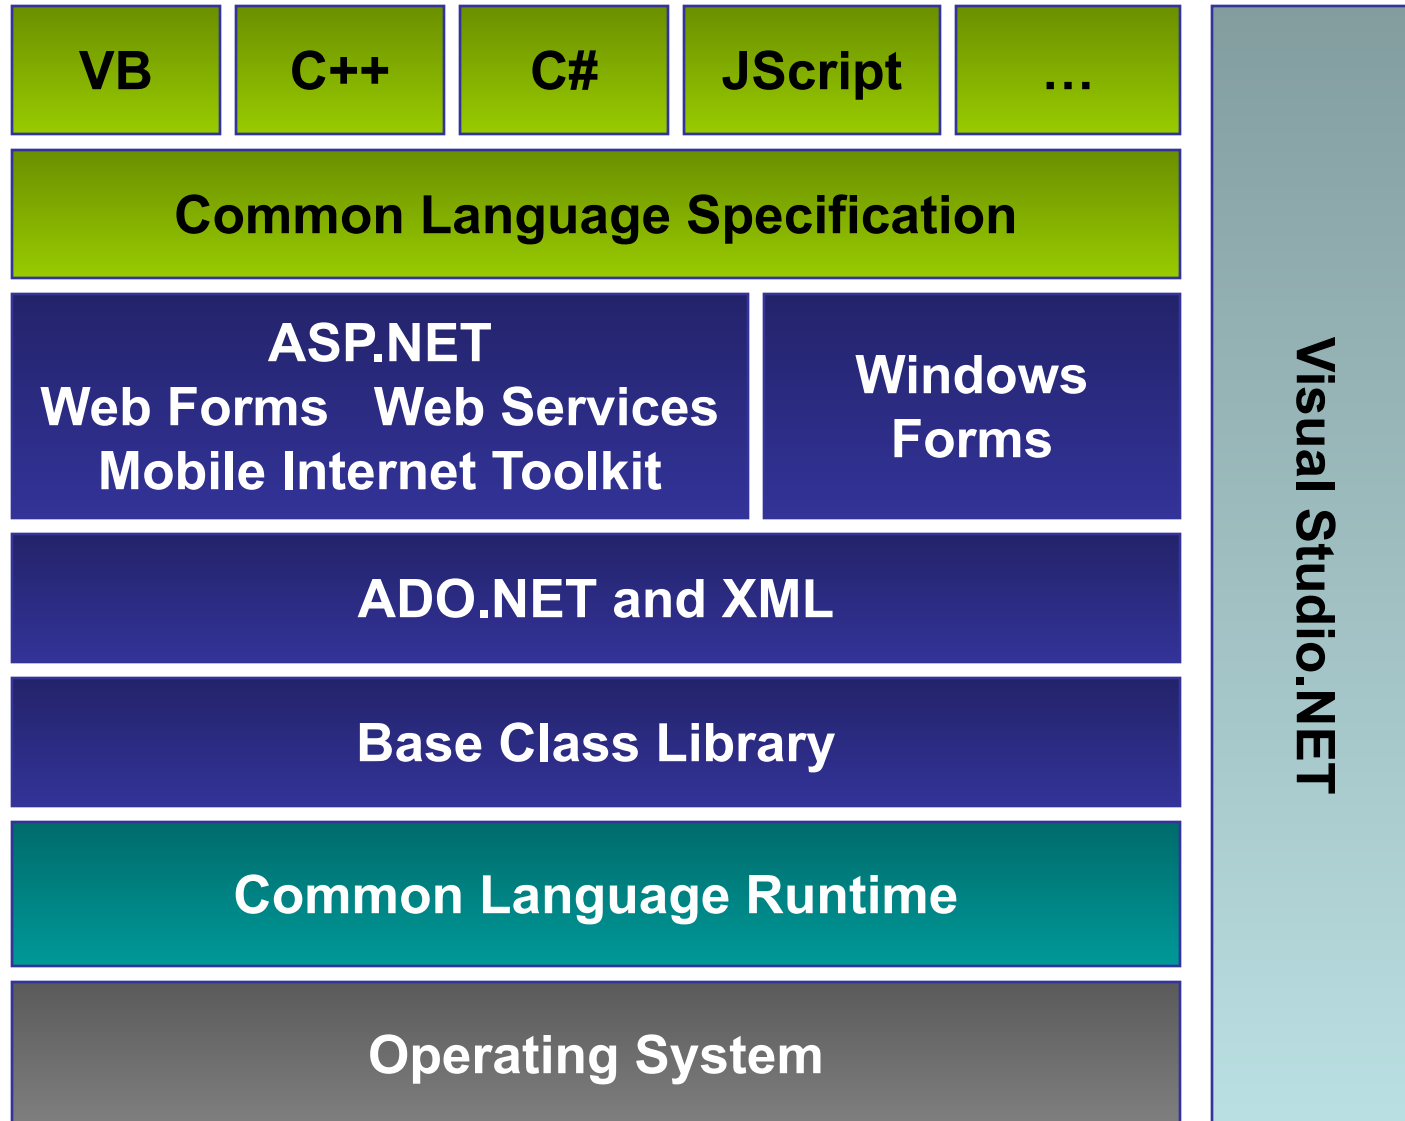 VB
C++
C#
JScript
…
Common Language Specification
ASP.NET
Web Forms Web Services
Mobile Internet Toolkit
Windows
Forms
ADO.NET and XML
Base Class Library
Common Language Runtime
Operating System
Visual Studio.NET